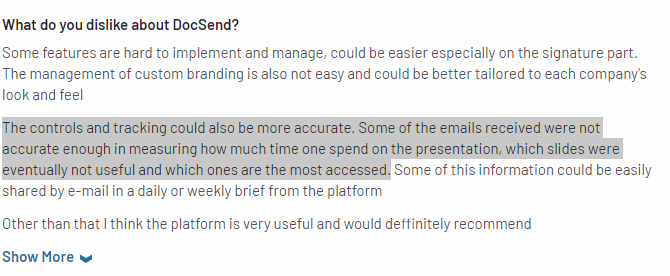 What do you dislike about DocSend?
Some features are hard to implement and manage, could be easier especially on the signature part.
The management of custom branding is also not easy and could be better tailored to each company's
look and feel
The controls and tracking could also be more accurate. Some of the emails received were not
accurate enough in measuring how much time one spend on the presentation, which slides were
eventually not useful and which ones are the most accessed. Some of this information could be easily
shared by e-mail in a daily or weekly brief from the platform
Other than that I think the platform is very useful and would deffinitely recommend
Show More